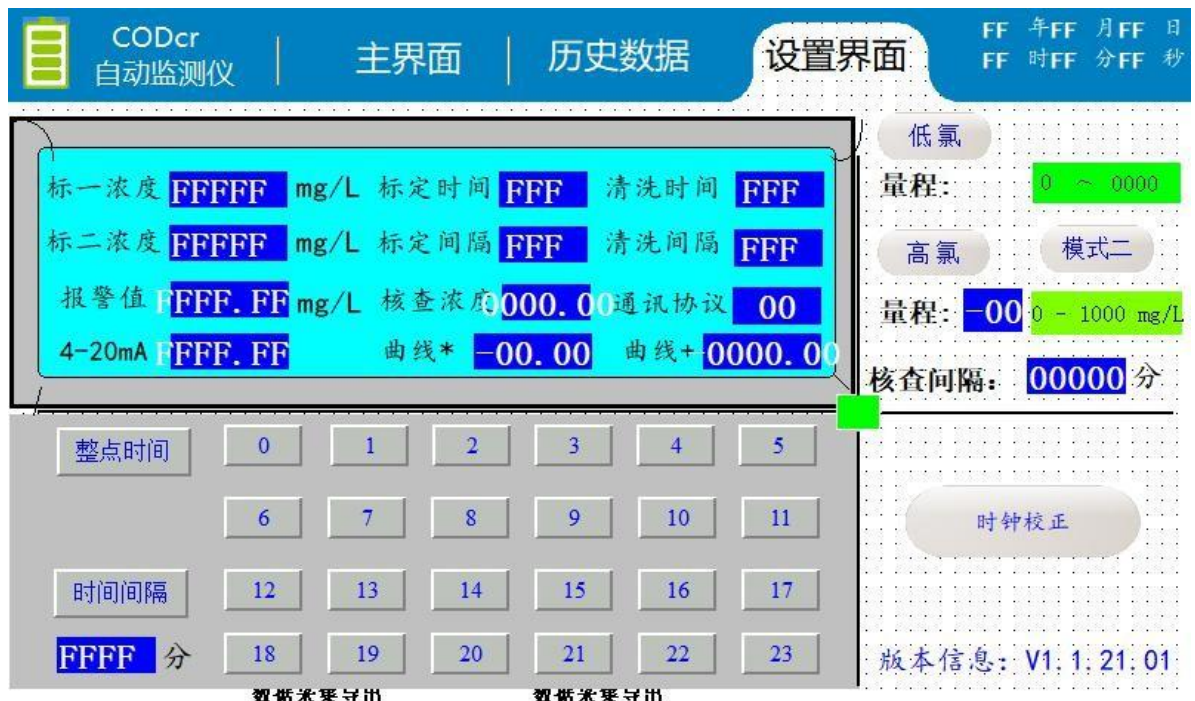 CODcr
自动监测仪 主界面 历史数据 设置界面
FF 年FF 月FF 日
FF 时FF 分FF 秒
标一浓度 FFFFF mg/L 标定时间 FFF 清洗时间 FFF
标二浓度 FFFFF mg/L 标定间隔 FFF 清洗间隔 FFF
报警值 FFFF.FF mg/L 核查浓度 0000.00 通讯协议 00
4-20mA FFFF.FF 曲线* -00.00 曲线+ 0000.00
低氯
量程: 0 ~ 0000
高氯 模式二
量程: -00 0 - 1000 mg/L
核查间隔: 00000 分
整点时间 0 1 2 3 4 5
6 7 8 9 10 11
时间间隔 12 13 14 15 16 17
FFFF 分 18 19 20 21 22 23
时钟校正
版本信息: V1.1.21.01